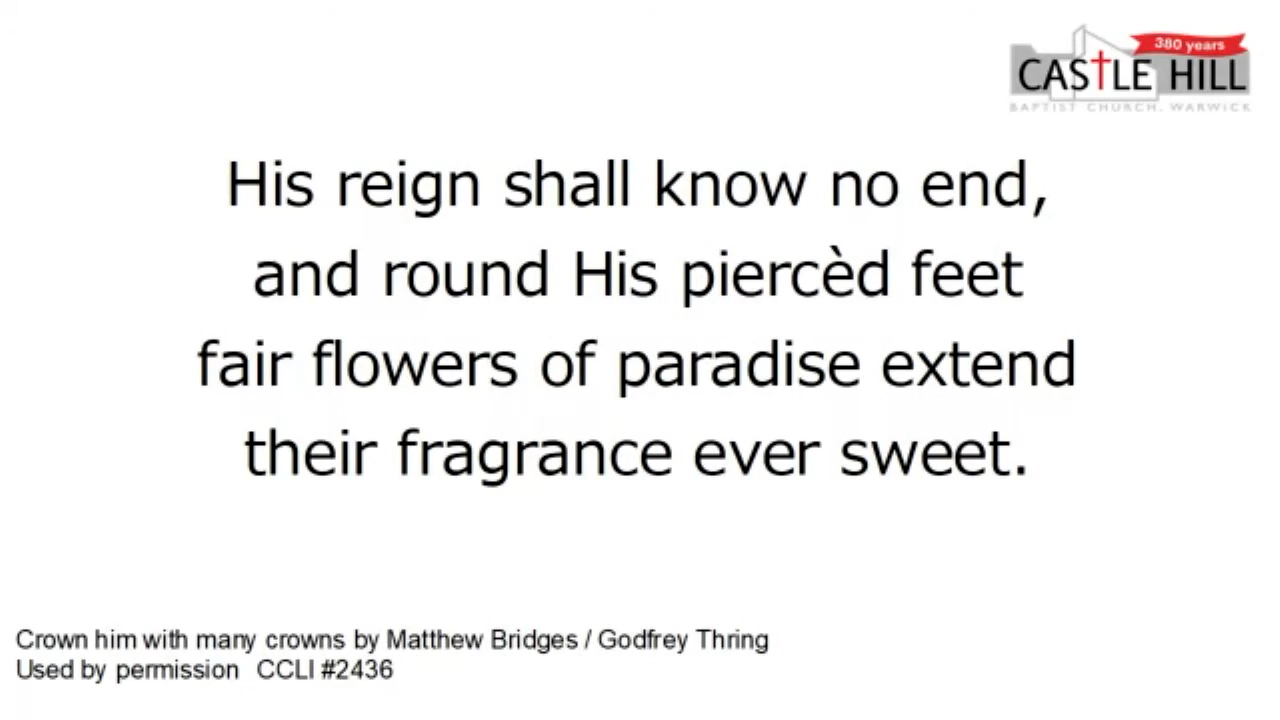 380 years
CASTLE HILL
BAPTIST CHURCH, WARWICK
His reign shall know no end,
and round His piercèd feet
fair flowers of paradise extend
their fragrance ever sweet.
Crown him with many crowns by Matthew Bridges / Godfrey Thring
Used by permission CCLI #2436